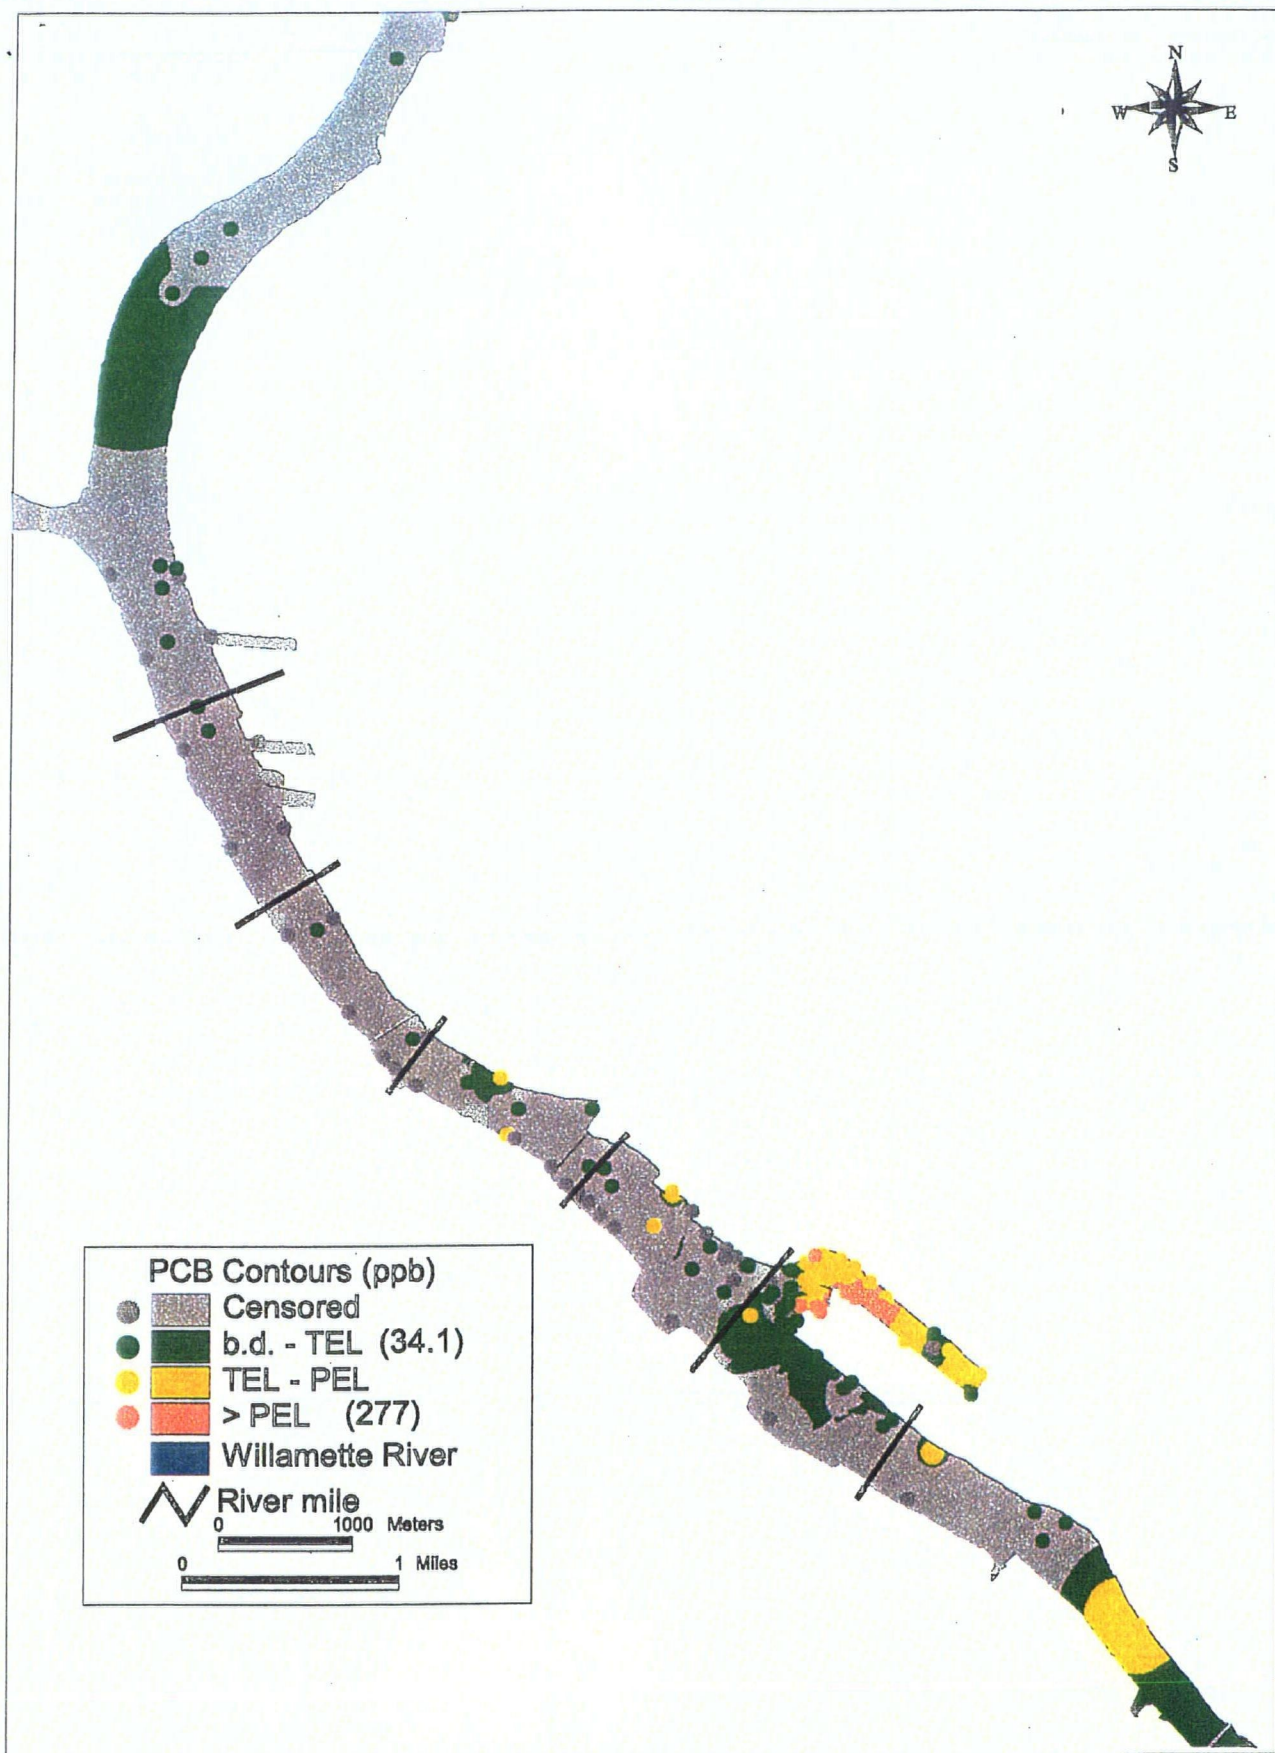 N
W E
S
PCB Contours (ppb)
Censored
b.d. - TEL (34.1)
TEL - PEL
> PEL (277)
Willamette River
River mile
0 1000 Meters
0 1 Miles